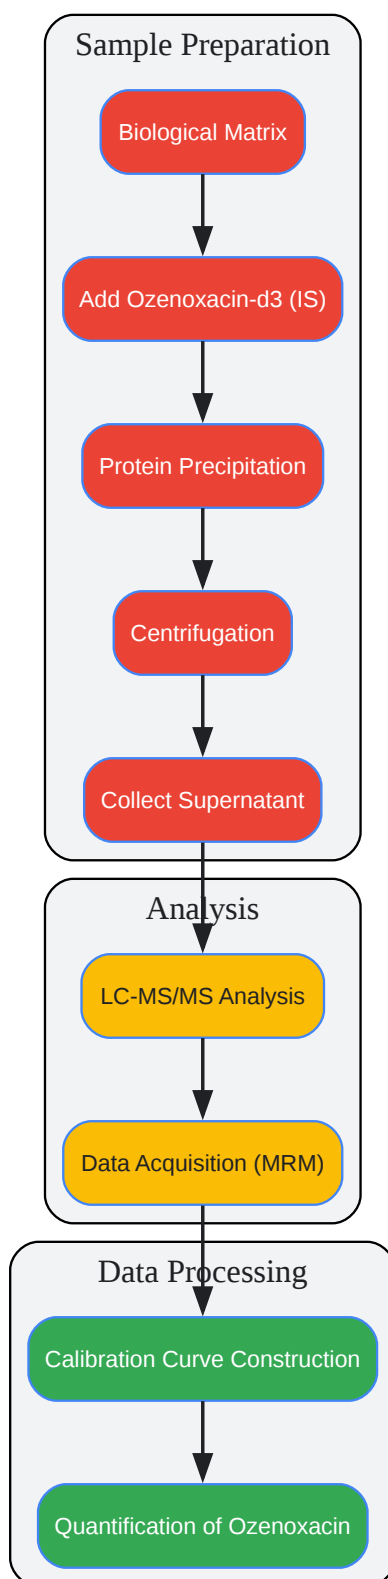 Sample Preparation
Biological Matrix
Add Ozenoxacin-d3 (IS)
Protein Precipitation
Centrifugation
Collect Supernatant
Analysis
LC-MS/MS Analysis
Data Acquisition (MRM)
Data Processing
Calibration Curve Construction
Quantification of Ozenoxacin